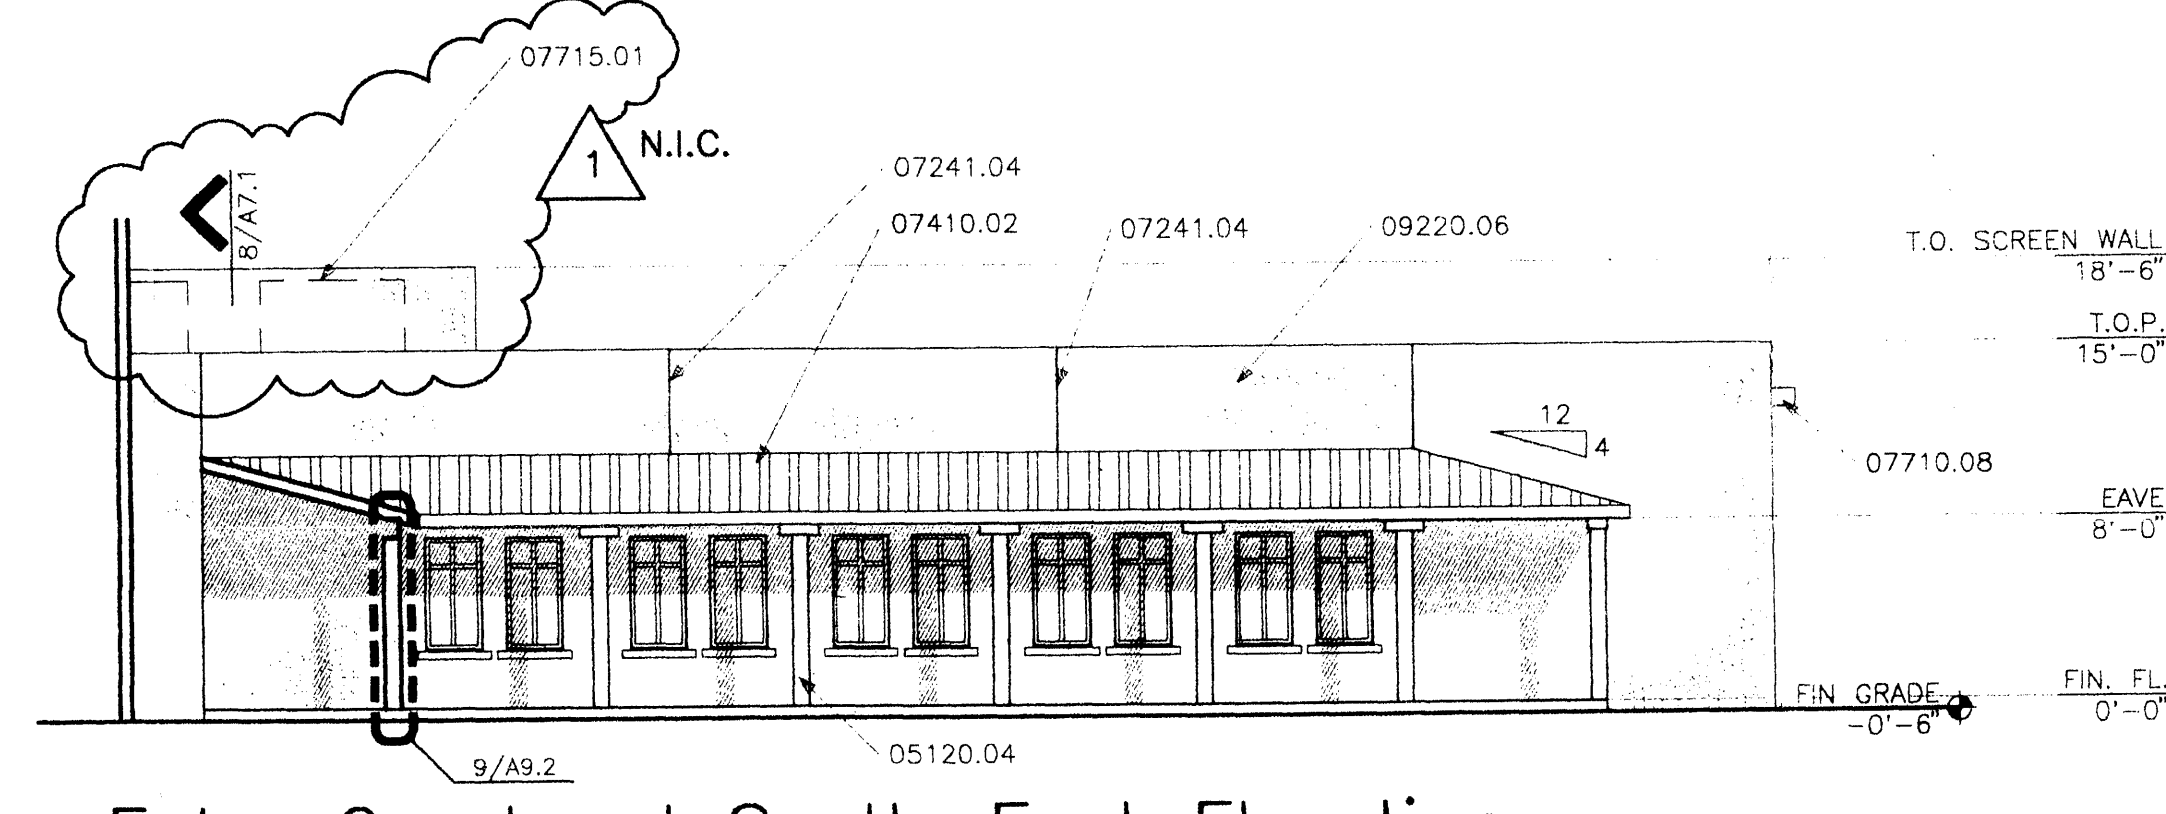 07715.01
1 N.I.C.
8/A7.1
07241.04
07410.02
07241.04
09220.06
T.O. SCREEN WALL
18'-6"
T.O.P.
15'-0"
12
4
07710.08
EAVE
8'-0"
FIN GRADE
-0'-6"
FIN. FL.
0'-0"
05120.04
9/A9.2